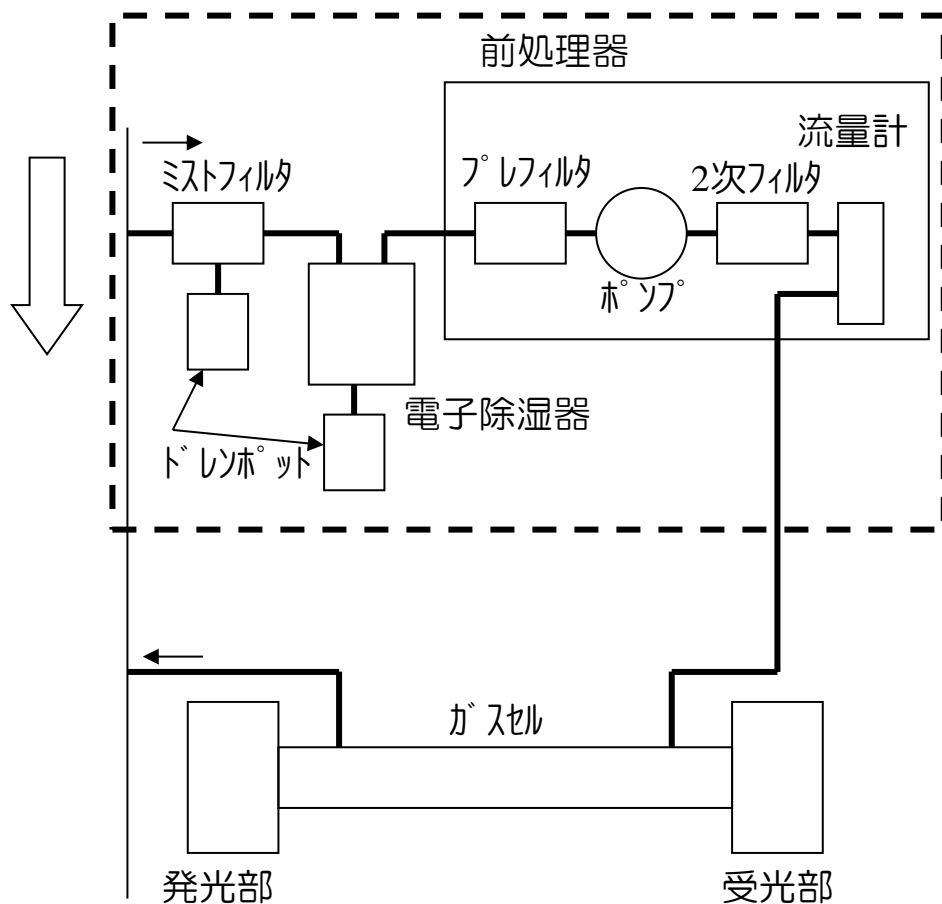 前処理器
流量計
ミストフィルタ
プレフィルタ
2次フィルタ
ポンプ
電子除湿器
ドレンポット
ガスセル
発光部
受光部